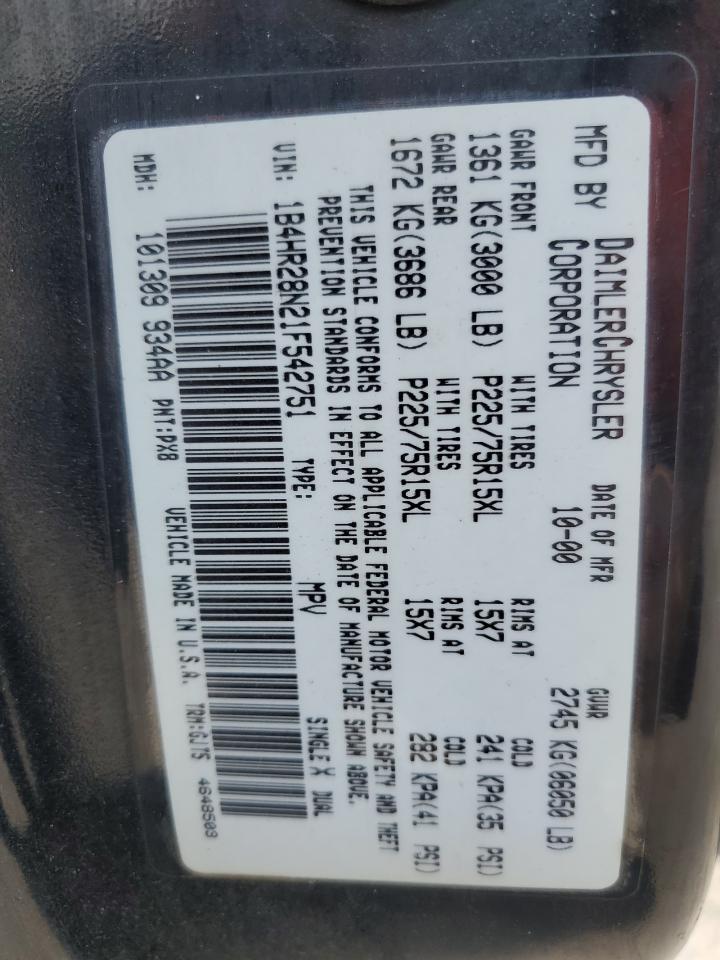 MFD BY DAIMLERCHRYSLER CORPORATION DATE OF MFR 10-00 GVWR 2745 KG(06050 LB)
GAWR FRONT WITH TIRES RIMS AT COLD
1361 KG(3000 LB) P225/75R15XL 15X7 241 KPA(35 PSI)
GAWR REAR WITH TIRES RIMS AT COLD
1672 KG(3686 LB) P225/75R15XL 15X7 282 KPA(41 PSI)
THIS VEHICLE CONFORMS TO ALL APPLICABLE FEDERAL MOTOR VEHICLE SAFETY AND THEFT
PREVENTION STANDARDS IN EFFECT ON THE DATE OF MANUFACTURE SHOWN ABOVE.
VIN: 1B4HR28N21F542751 TYPE: MPV SINGLE X DUAL
MDH: 101309 934AA PNT:PX8 VEHICLE MADE IN U.S.A. TRM:GJYS 4648509